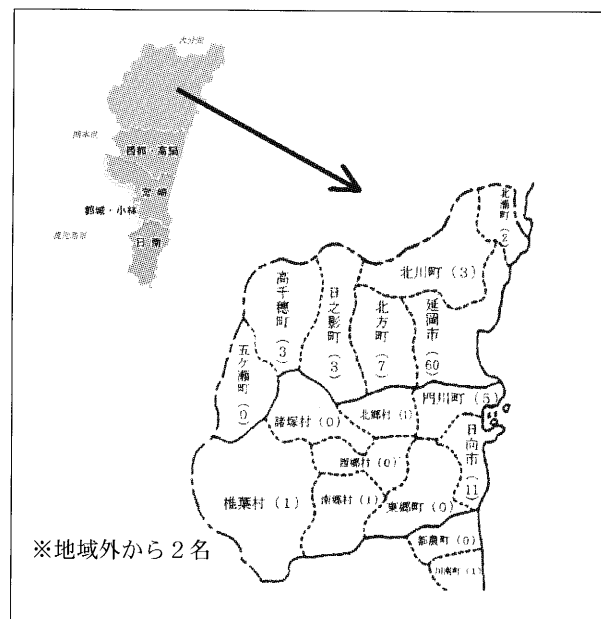 大分県
熊本県
西都・高鍋
宮崎
都城・小林
鹿児島県
日南
北浦町(2)
北川町(3)
高千穂町(3)
日之影町(3)
北方町(7)
延岡市(60)
五ヶ瀬町(0)
門川町(5)
諸塚村(0)
北郷村(1)
日向市(11)
西郷村(0)
椎葉村(1)
南郷村(1)
東郷町(0)
都農町(0)
川南町(1)
※地域外から2名